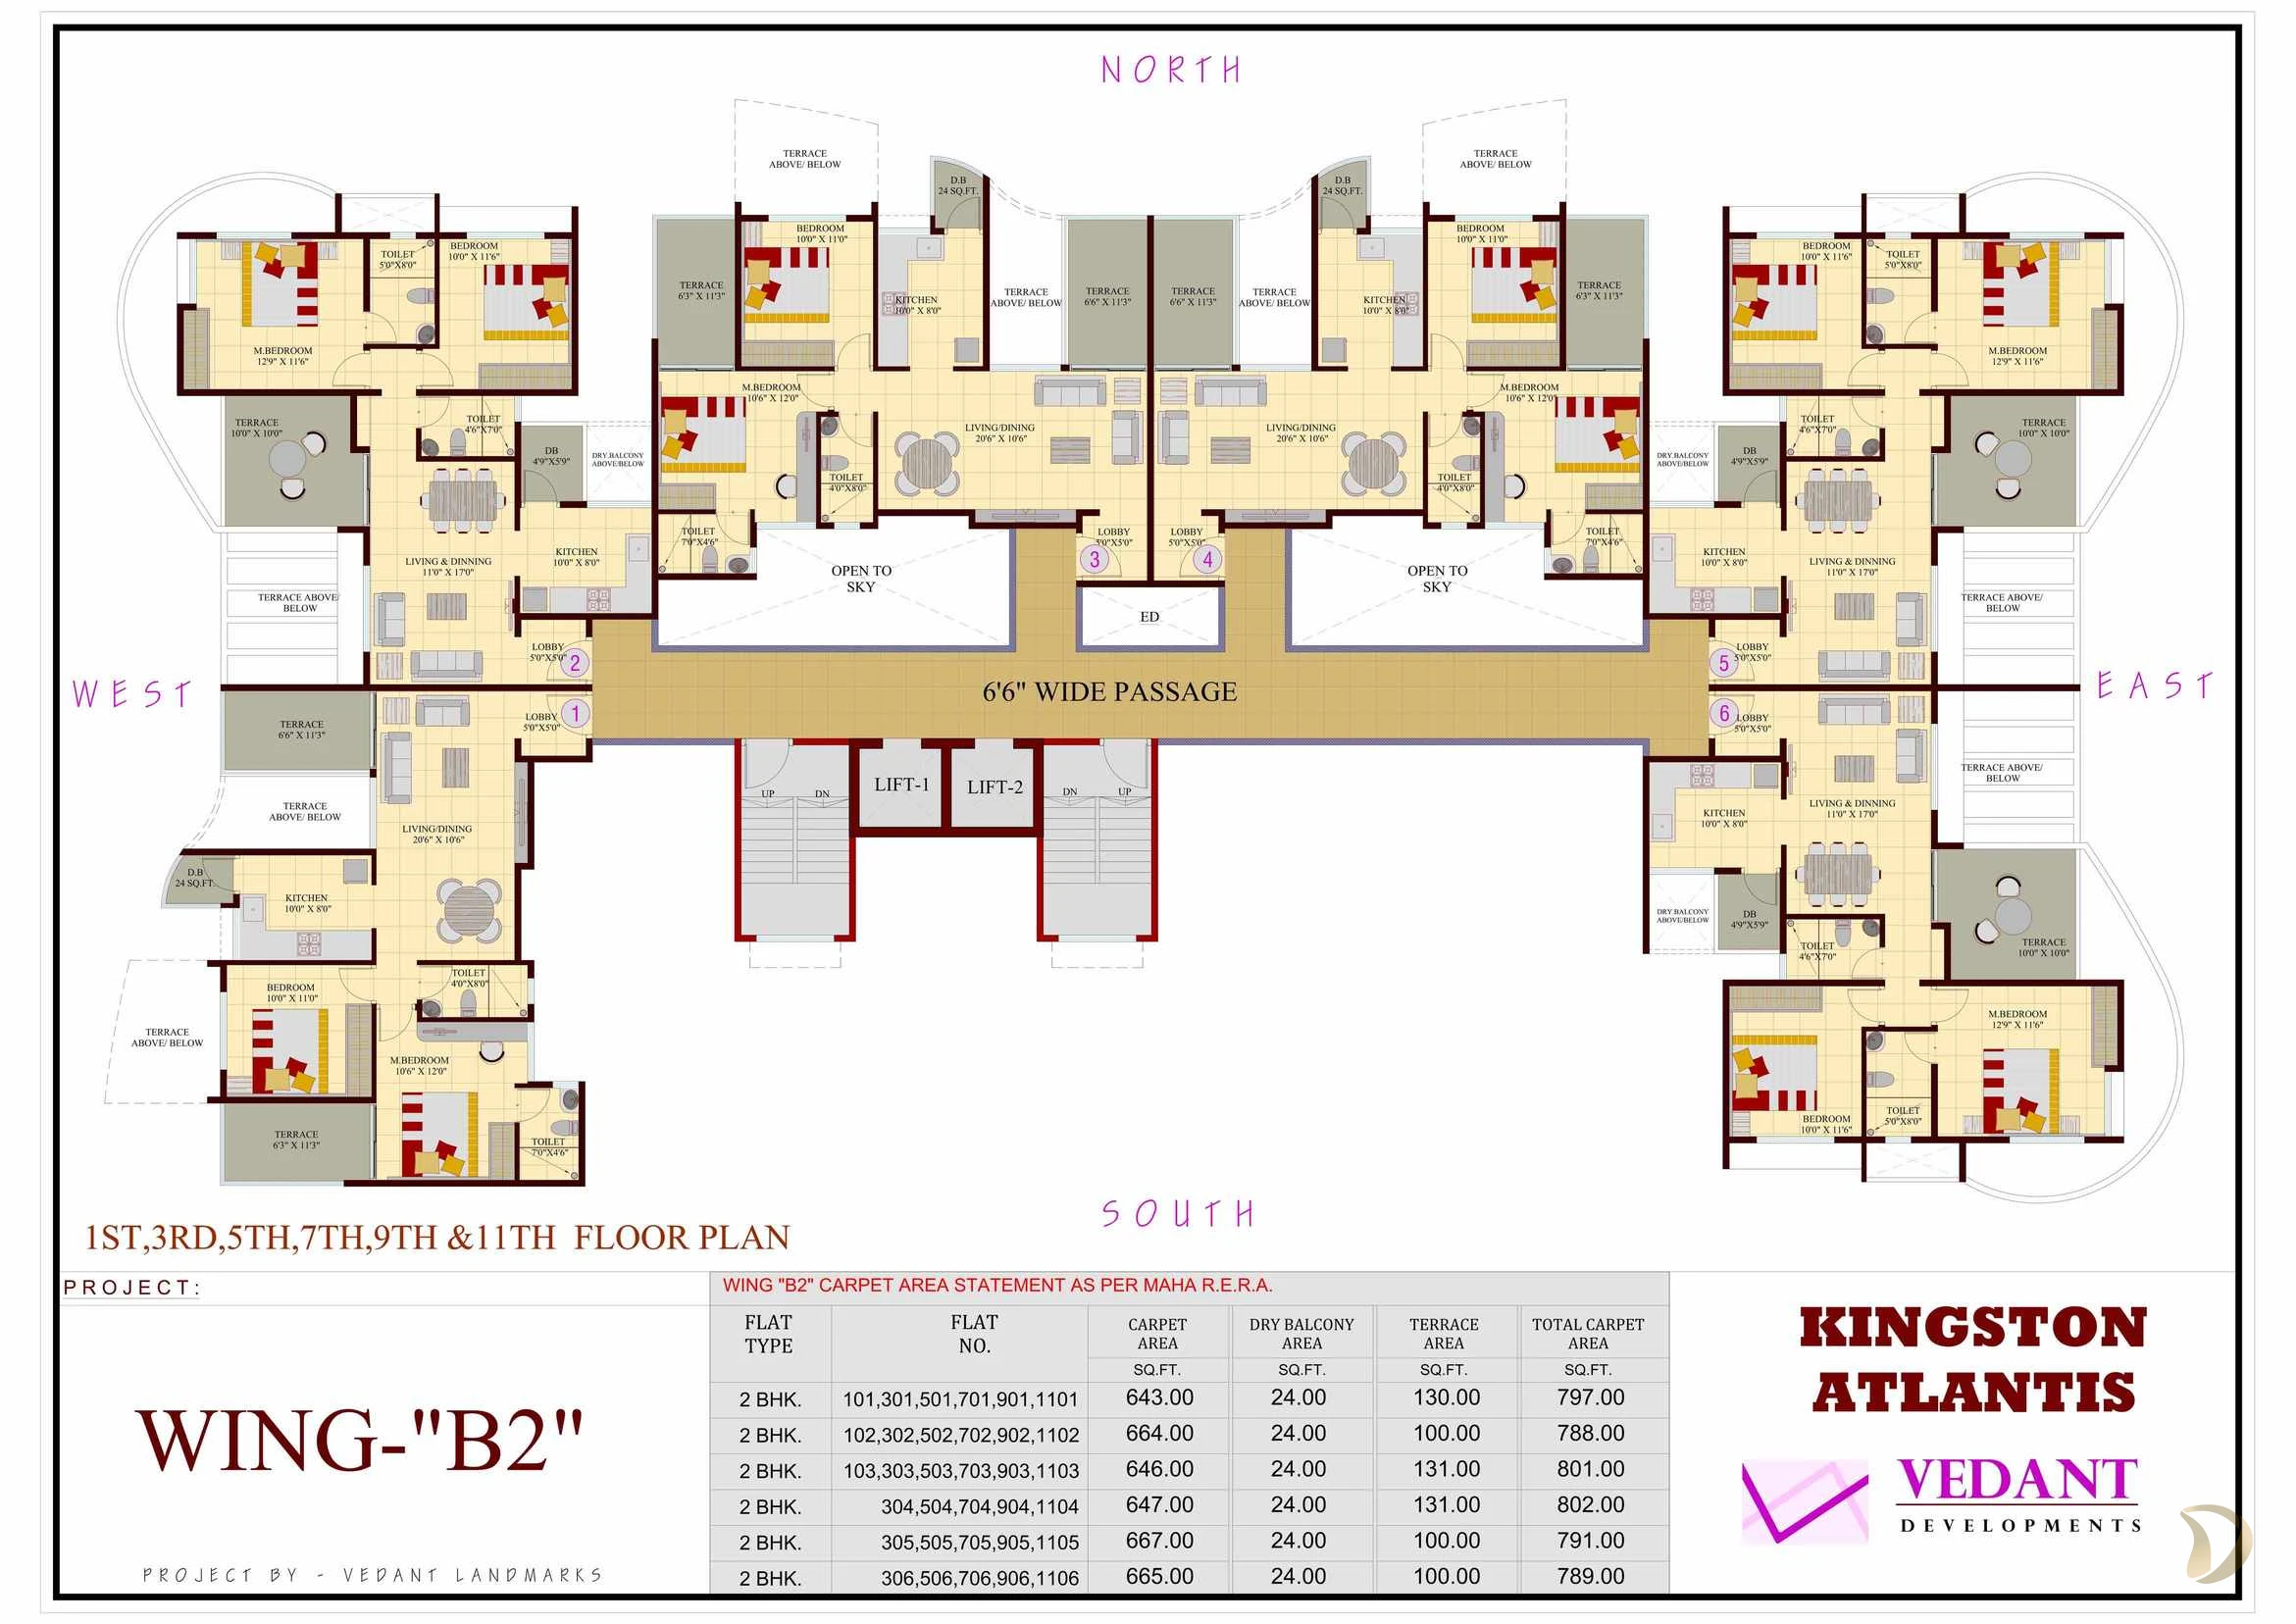 NORTH
TERRACE
ABOVE/ BELOW
TERRACE
ABOVE/ BELOW
D.B
24 SQ.FT.
D.B
24 SQ.FT.
TOILET
5'0"X8'0"
BEDROOM
10'0" X 11'6"
M.BEDROOM
12'9" X 11'6"
TERRACE
10'0" X 10'0"
TOILET
4'6"X7'0"
DB
4'9"X5'9"
DRY.BALCONY
ABOVE/BELOW
LIVING & DINNING
11'0" X 17'0"
KITCHEN
10'0" X 8'0"
TERRACE ABOVE/
BELOW
LOBBY
5'0"X5'0"
2
TERRACE
6'3" X 11'3"
BEDROOM
10'0" X 11'0"
KITCHEN
10'0" X 8'0"
TERRACE
ABOVE/ BELOW
TERRACE
6'6" X 11'3"
M.BEDROOM
10'6" X 12'0"
LIVING/DINING
20'6" X 10'6"
TOILET
4'0"X8'0"
TOILET
7'0"X4'6"
LOBBY
5'0"X5'0"
3
OPEN TO
SKY
TERRACE
6'6" X 11'3"
TERRACE
ABOVE/ BELOW
KITCHEN
10'0" X 8'0"
BEDROOM
10'0" X 11'0"
TERRACE
6'3" X 11'3"
LIVING/DINING
20'6" X 10'6"
M.BEDROOM
10'6" X 12'0"
TOILET
4'0"X8'0"
TOILET
7'0"X4'6"
LOBBY
5'0"X5'0"
4
OPEN TO
SKY
ED
BEDROOM
10'0" X 11'6"
TOILET
5'0"X8'0"
M.BEDROOM
12'9" X 11'6"
TOILET
4'6"X7'0"
TERRACE
10'0" X 10'0"
DRY.BALCONY
ABOVE/BELOW
DB
4'9"X5'9"
KITCHEN
10'0" X 8'0"
LIVING & DINNING
11'0" X 17'0"
TERRACE ABOVE/
BELOW
LOBBY
5'0"X5'0"
5
WEST
6'6" WIDE PASSAGE
EAST
TERRACE
6'6" X 11'3"
LOBBY
5'0"X5'0"
1
TERRACE
ABOVE/ BELOW
LIVING/DINING
20'6" X 10'6"
D.B
24 SQ.FT.
KITCHEN
10'0" X 8'0"
BEDROOM
10'0" X 11'0"
TOILET
4'0"X8'0"
TERRACE
ABOVE/ BELOW
M.BEDROOM
10'6" X 12'0"
TERRACE
6'3" X 11'3"
TOILET
7'0"X4'6"
UP
DN
LIFT-1
LIFT-2
DN
UP
6
LOBBY
5'0"X5'0"
TERRACE ABOVE/
BELOW
KITCHEN
10'0" X 8'0"
LIVING & DINNING
11'0" X 17'0"
DRY.BALCONY
ABOVE/BELOW
DB
4'9"X5'9"
TOILET
4'6"X7'0"
TERRACE
10'0" X 10'0"
M.BEDROOM
12'9" X 11'6"
BEDROOM
10'0" X 11'6"
TOILET
5'0"X8'0"
SOUTH
1ST,3RD,5TH,7TH,9TH &11TH FLOOR PLAN
PROJECT:
WING-"B2"
PROJECT BY - VEDANT LANDMARKS
WING "B2" CARPET AREA STATEMENT AS PER MAHA R.E.R.A.
FLAT TYPE FLAT NO. CARPET AREA DRY BALCONY AREA TERRACE AREA TOTAL CARPET AREA
SQ.FT. SQ.FT. SQ.FT. SQ.FT.
2 BHK. 101,301,501,701,901,1101 643.00 24.00 130.00 797.00
2 BHK. 102,302,502,702,902,1102 664.00 24.00 100.00 788.00
2 BHK. 103,303,503,703,903,1103 646.00 24.00 131.00 801.00
2 BHK. 304,504,704,904,1104 647.00 24.00 131.00 802.00
2 BHK. 305,505,705,905,1105 667.00 24.00 100.00 791.00
2 BHK. 306,506,706,906,1106 665.00 24.00 100.00 789.00
KINGSTON
ATLANTIS
VEDANT
DEVELOPMENTS